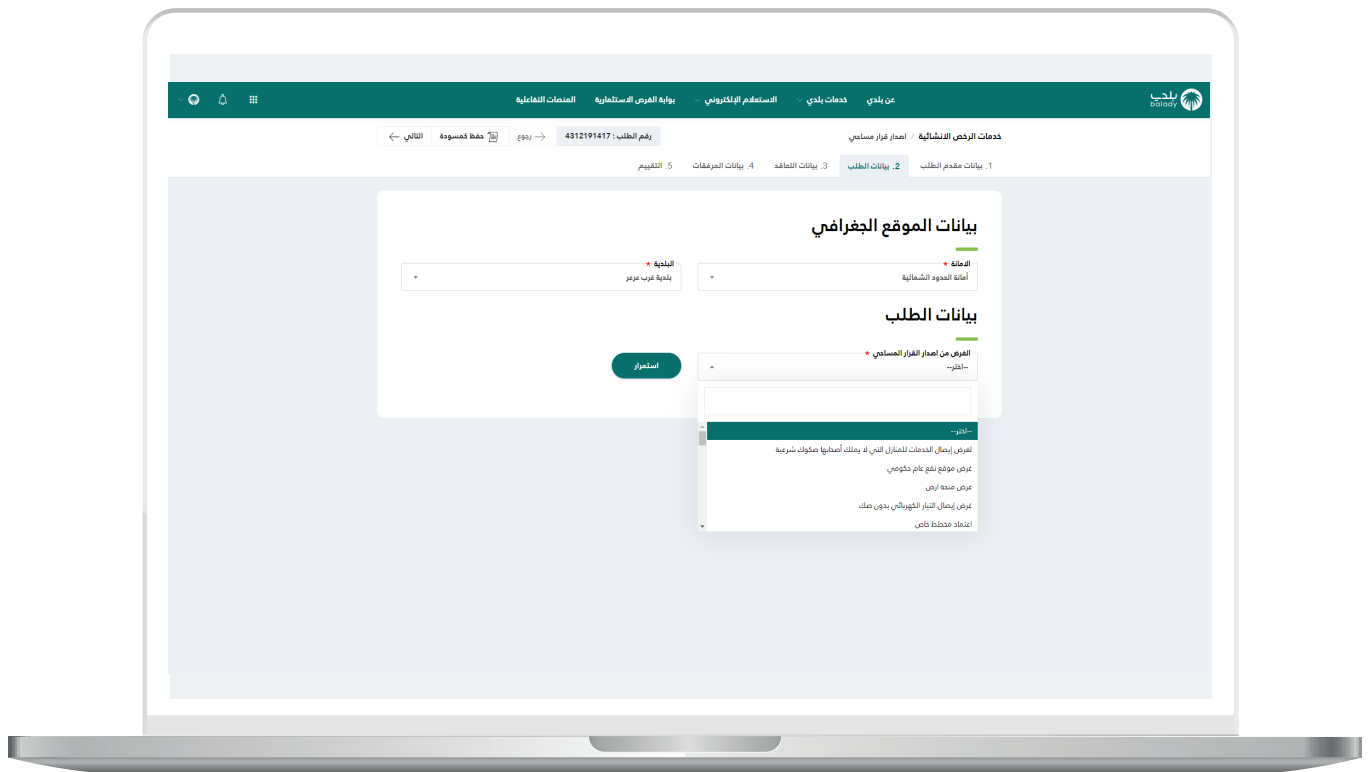 بلدي
balady
عن بلدي خدمات بلدي الاستعلام الإلكتروني بوابة الفرص الاستثمارية المنصات التفاعلية
خدمات الرخص الانشائية / اصدار قرار مساحي رقم الطلب : 4312191417 رجوع حفظ كمسودة التالي
1. بيانات مقدم الطلب 2. بيانات الطلب 3. بيانات التعاقد 4. بيانات المرفقات 5. التقييم
بيانات الموقع الجغرافي
الامانة * البلدية *
أمانة الحدود الشمالية بلدية غرب عرعر
بيانات الطلب
الغرض من اصدار القرار المساحي *
--اختر-- استمرار
--اختر--
لغرض إيصال الخدمات للمنازل التي لا يملك أصحابها صكوك شرعية
غرض موقع نفع عام حكومي
غرض منحة ارض
غرض إيصال التيار الكهربائي بدون صك
اعتماد مخطط خاص